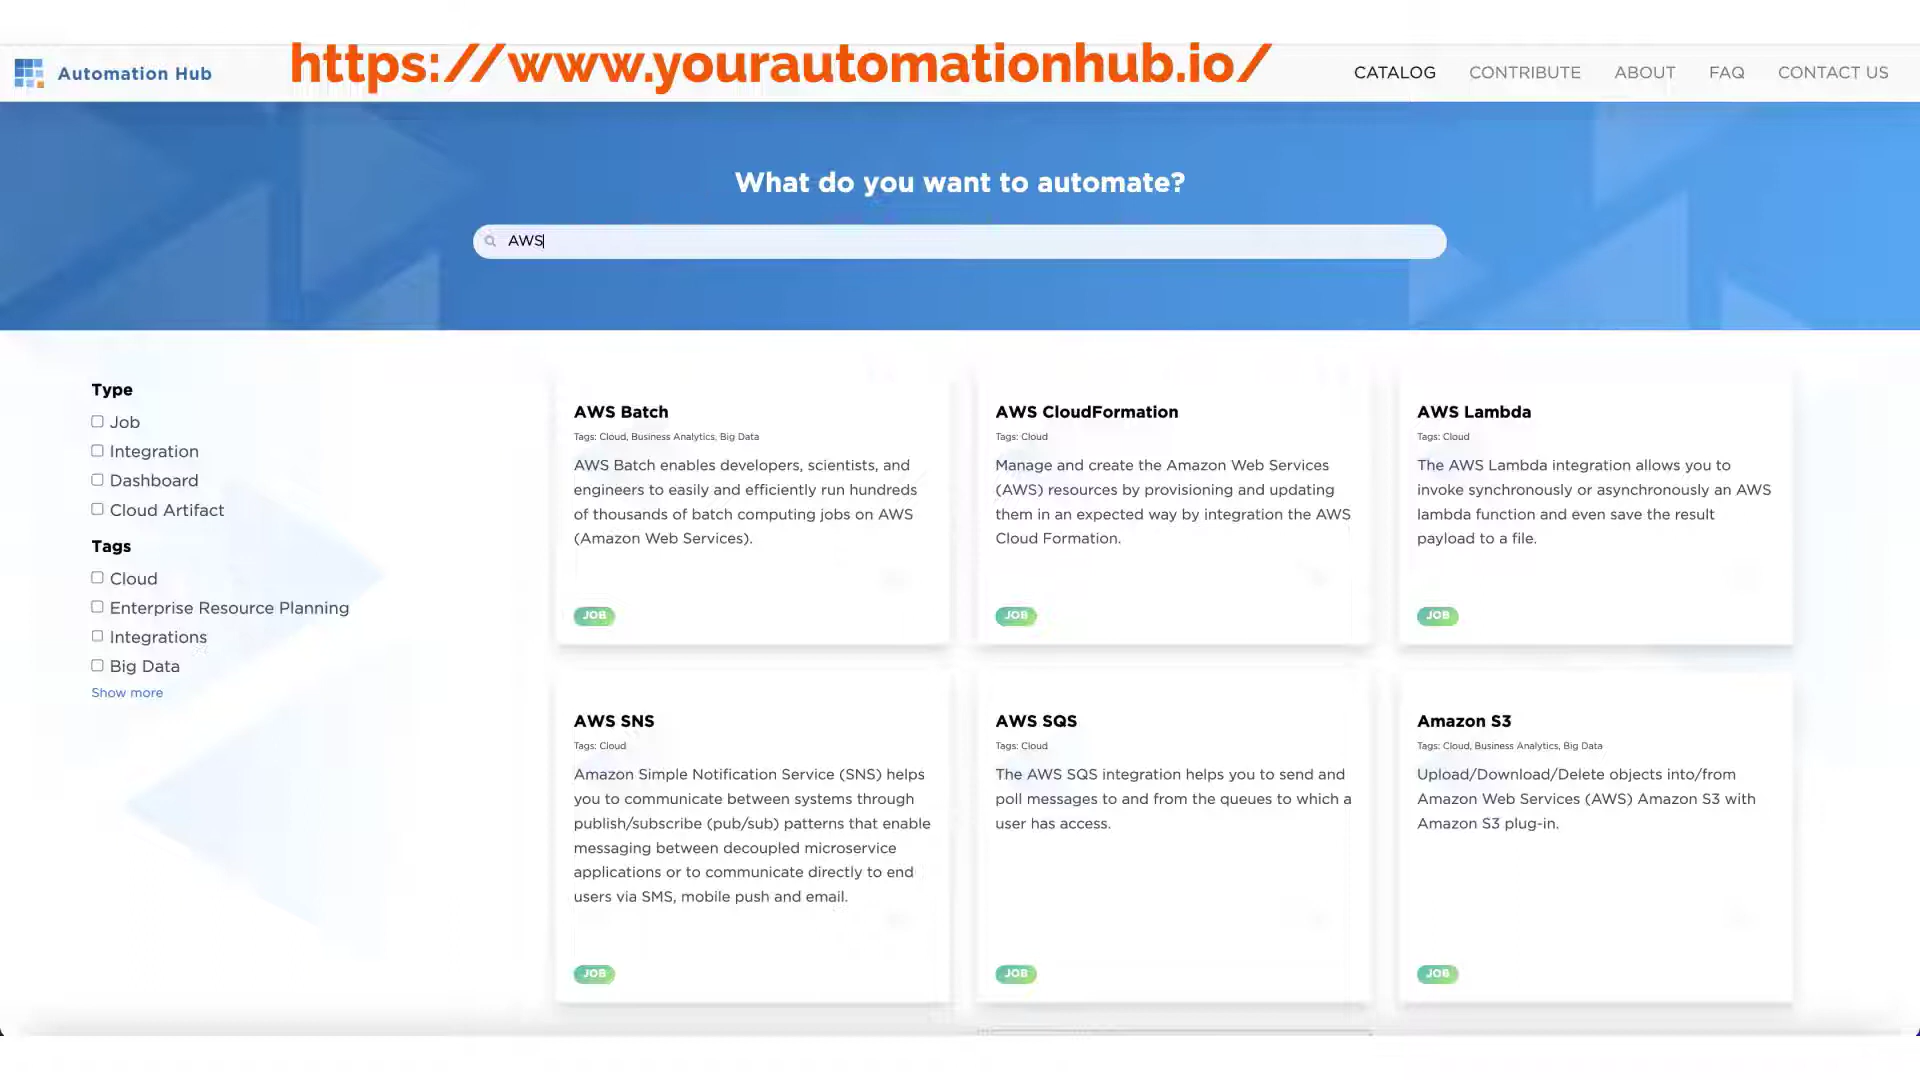 Automation Hub
https://www.yourautomationhub.io/
CATALOG CONTRIBUTE ABOUT FAQ CONTACT US
What do you want to automate?
AWS
Type
Job
Integration
Dashboard
Cloud Artifact
Tags
Cloud
Enterprise Resource Planning
Integrations
Big Data
Show more
AWS Batch
Tags: Cloud, Business Analytics, Big Data
AWS Batch enables developers, scientists, and
engineers to easily and efficiently run hundreds
of thousands of batch computing jobs on AWS
(Amazon Web Services).
JOB
AWS CloudFormation
Tags: Cloud
Manage and create the Amazon Web Services
(AWS) resources by provisioning and updating
them in an expected way by integration the AWS
Cloud Formation.
JOB
AWS Lambda
Tags: Cloud
The AWS Lambda integration allows you to
invoke synchronously or asynchronously an AWS
lambda function and even save the result
payload to a file.
JOB
AWS SNS
Tags: Cloud
Amazon Simple Notification Service (SNS) helps
you to communicate between systems through
publish/subscribe (pub/sub) patterns that enable
messaging between decoupled microservice
applications or to communicate directly to end
users via SMS, mobile push and email.
JOB
AWS SQS
Tags: Cloud
The AWS SQS integration helps you to send and
poll messages to and from the queues to which a
user has access.
JOB
Amazon S3
Tags: Cloud, Business Analytics, Big Data
Upload/Download/Delete objects into/from
Amazon Web Services (AWS) Amazon S3 with
Amazon S3 plug-in.
JOB